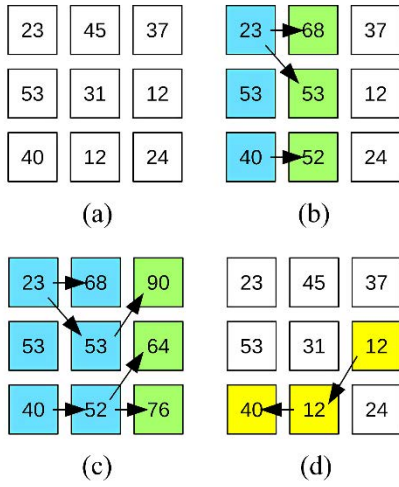 23 45 37
53 31 12
40 12 24
(a)
23 68 37
53 53 12
40 52 24
(b)
23 68 90
53 53 64
40 52 76
(c)
23 45 37
53 31 12
40 12 24
(d)